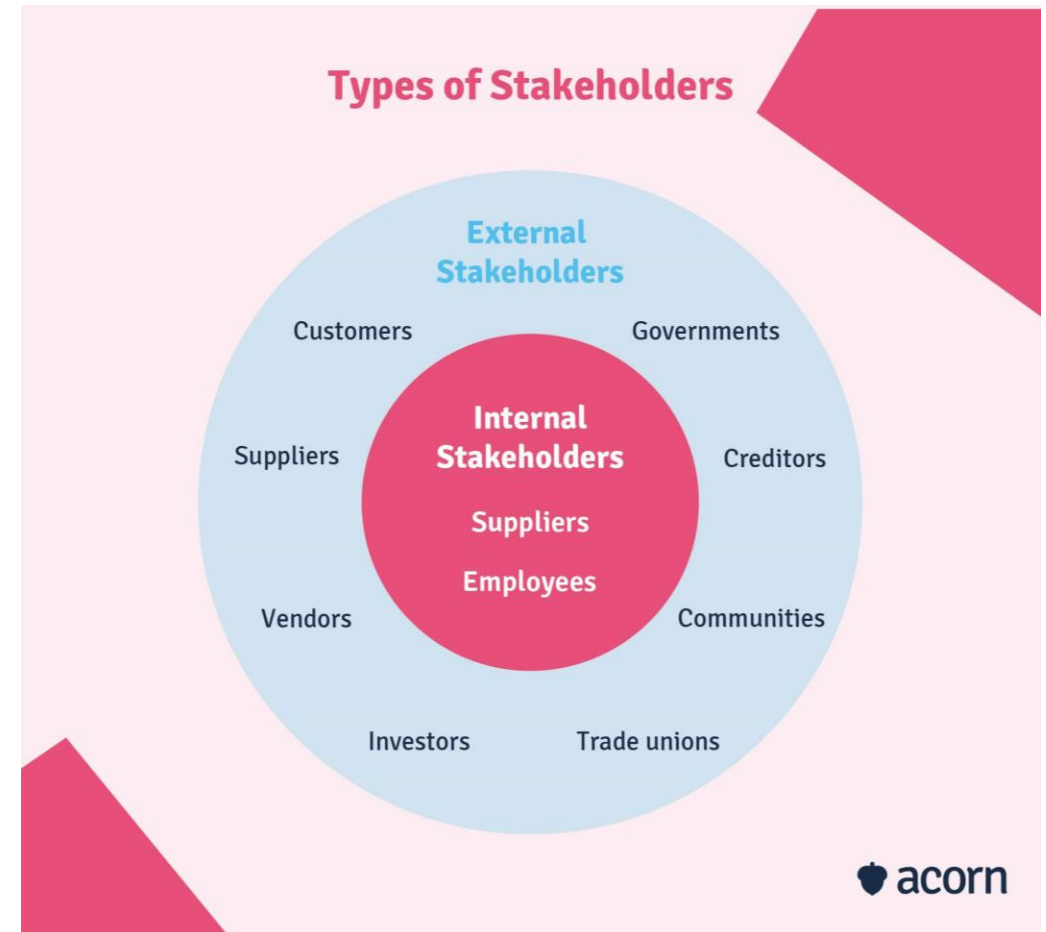 Types of Stakeholders
External
Stakeholders
Customers
Governments
Internal
Stakeholders
Suppliers
Creditors
Suppliers
Employees
Vendors
Communities
Investors
Trade unions
acorn